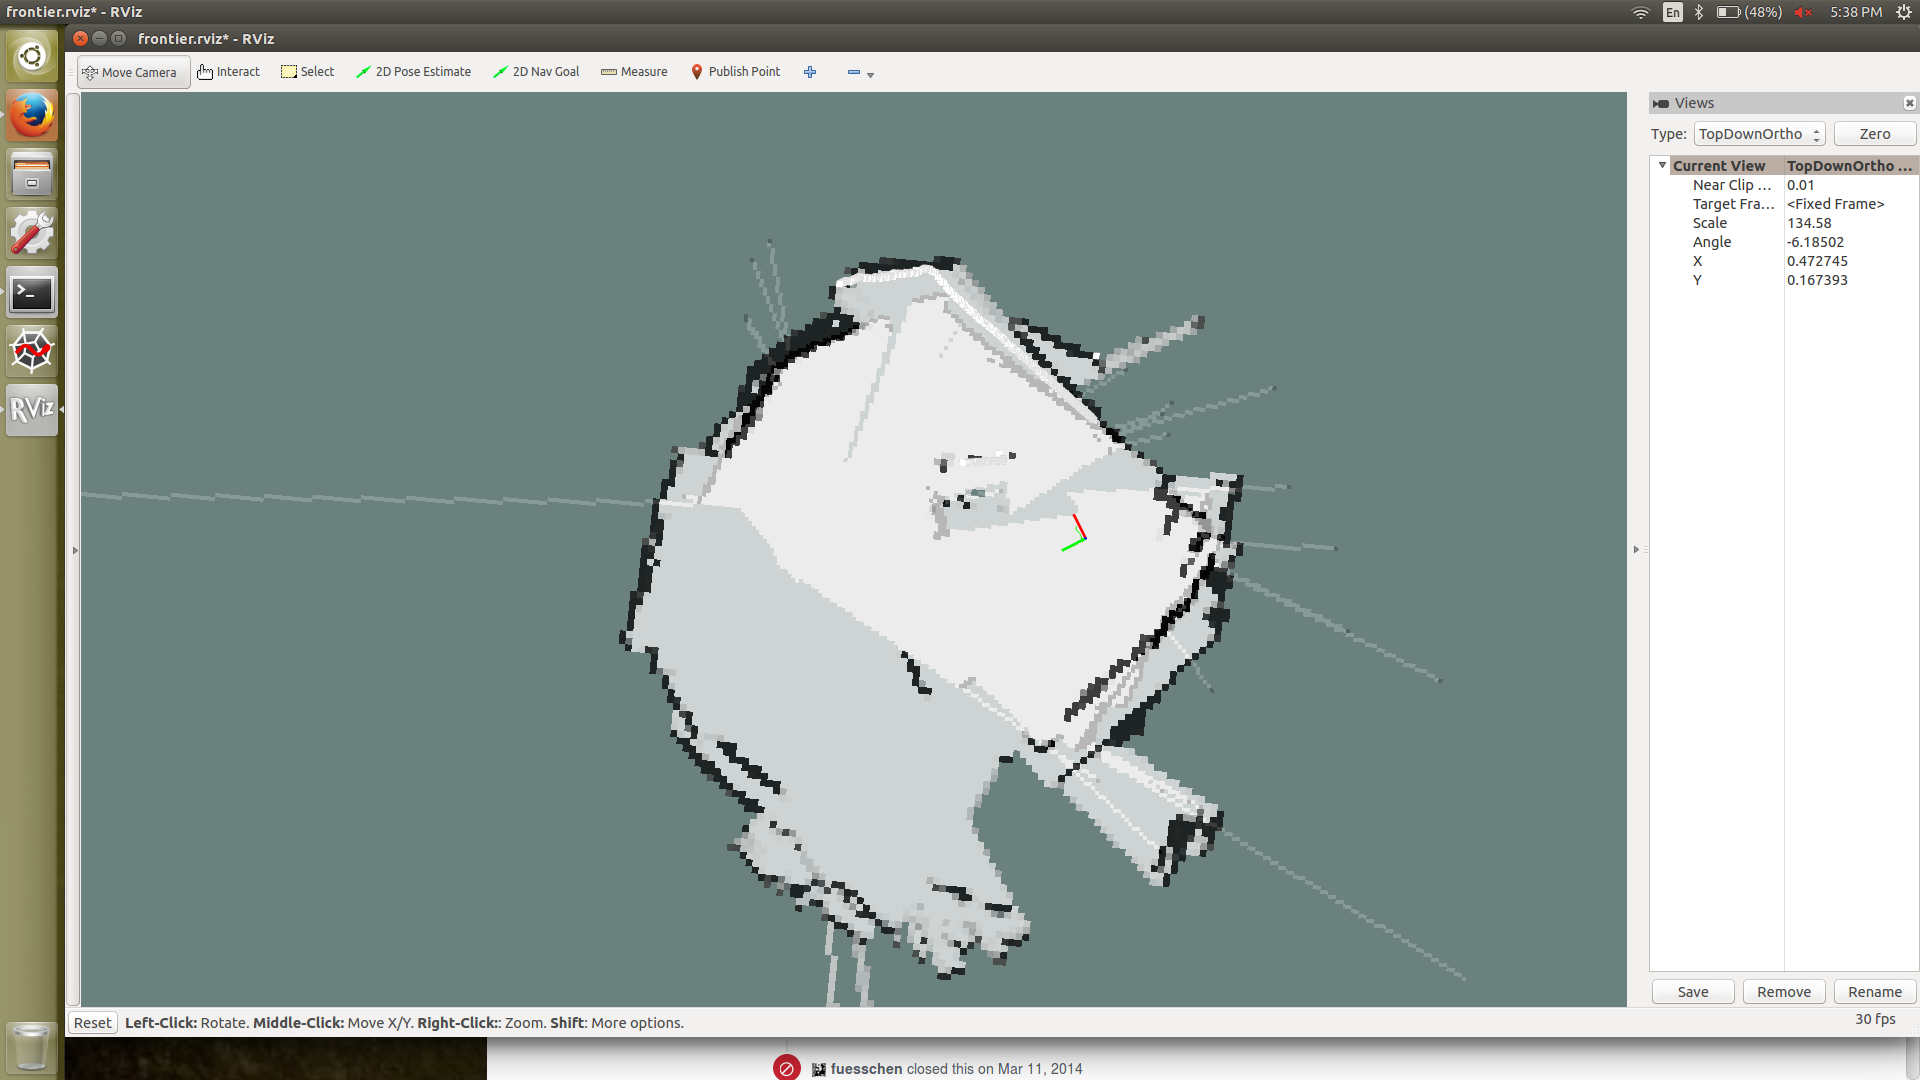 frontier.rviz* - RViz
En
(48%)
5:38 PM
frontier.rviz* - RViz
Move Camera
Interact
Select
2D Pose Estimate
2D Nav Goal
Measure
Publish Point
Views
Type: TopDownOrtho Zero
Current View TopDownOrtho ...
Near Clip ... 0.01
Target Fra... <Fixed Frame>
Scale 134.58
Angle -6.18502
X 0.472745
Y 0.167393
RViz
Save Remove Rename
Reset Left-Click: Rotate. Middle-Click: Move X/Y. Right-Click:: Zoom. Shift: More options.
30 fps
fuesschen closed this on Mar 11, 2014